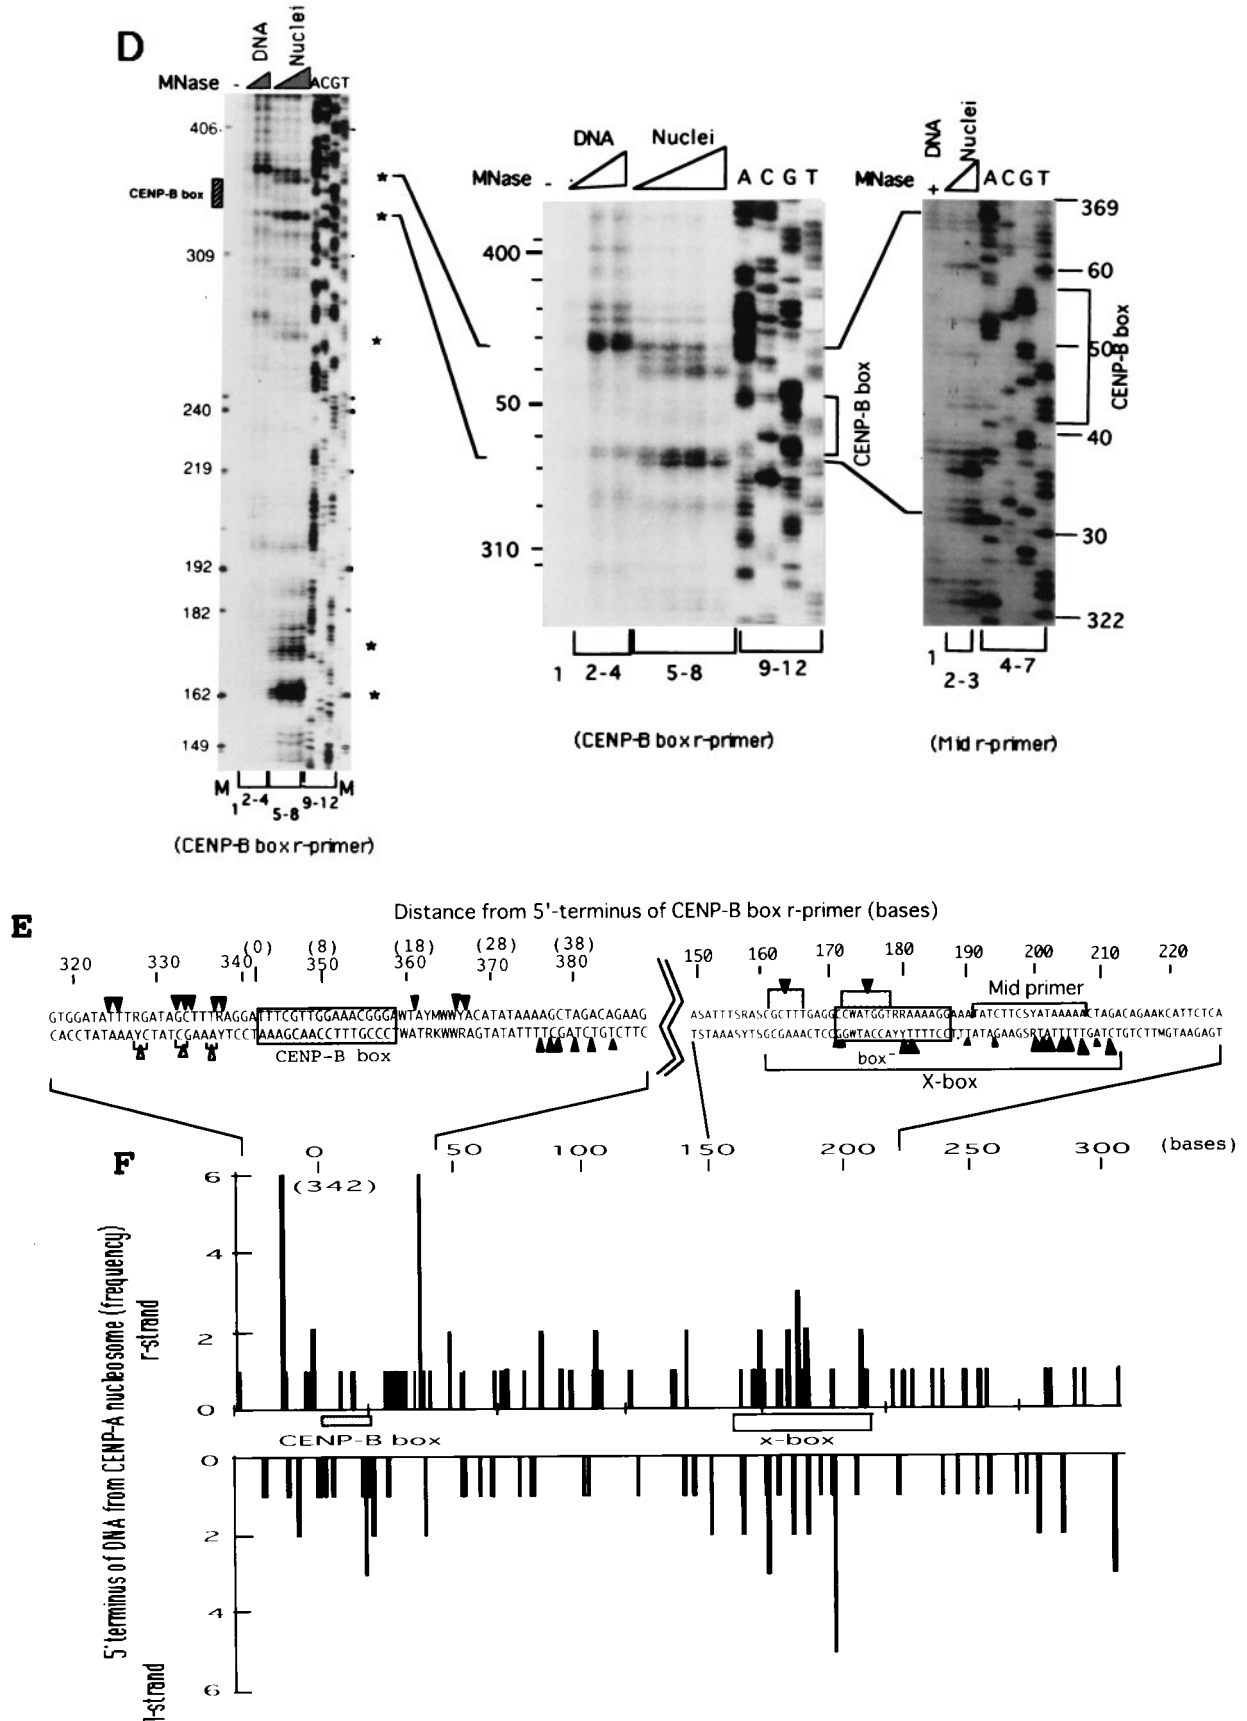 D
DNA
Nuclei
MNase - ACGT
406
CENP-B box
309
240
219
192
182
162
149
M 1 2-4 5-8 9-12 M
(CENP-B box r-primer)
*
*
*
*
*
DNA Nuclei
MNase - A C G T
400
50
310
CENP-B box
1 2-4 5-8 9-12
(CENP-B box r-primer)
DNA
Nuclei
MNase + A C G T
369
60
50
40
30
322
CENP-B box
1 2-3 4-7
(Mid r-primer)
E
Distance from 5'-terminus of CENP-B box r-primer (bases)
(0) (8) (18) (28) (38)
320 330 340 350 360 370 380 150 160 170 180 190 200 210 220
Mid primer
GTGGATATTTRGATAGCTTTRAGGATTTCGTTGGAAACGGGAWTAYMWWYACATATAAAAAGCTAGACAGAAG
CACCTATAAAYCTATCGAAAYTCCTAAAGCAACCTTTGCCCTWATRKWWRAGTATATTTTCGATCTGTCTTC
CENP-B box
box-
X-box
F
0 50 100 150 200 250 300 (bases)
(342)
6
4
2
0
CENP-B box
x-box
0
2
4
6
5'terminus of DNA from CENP-A nucleosome (frequency)
r-strand
l-strand